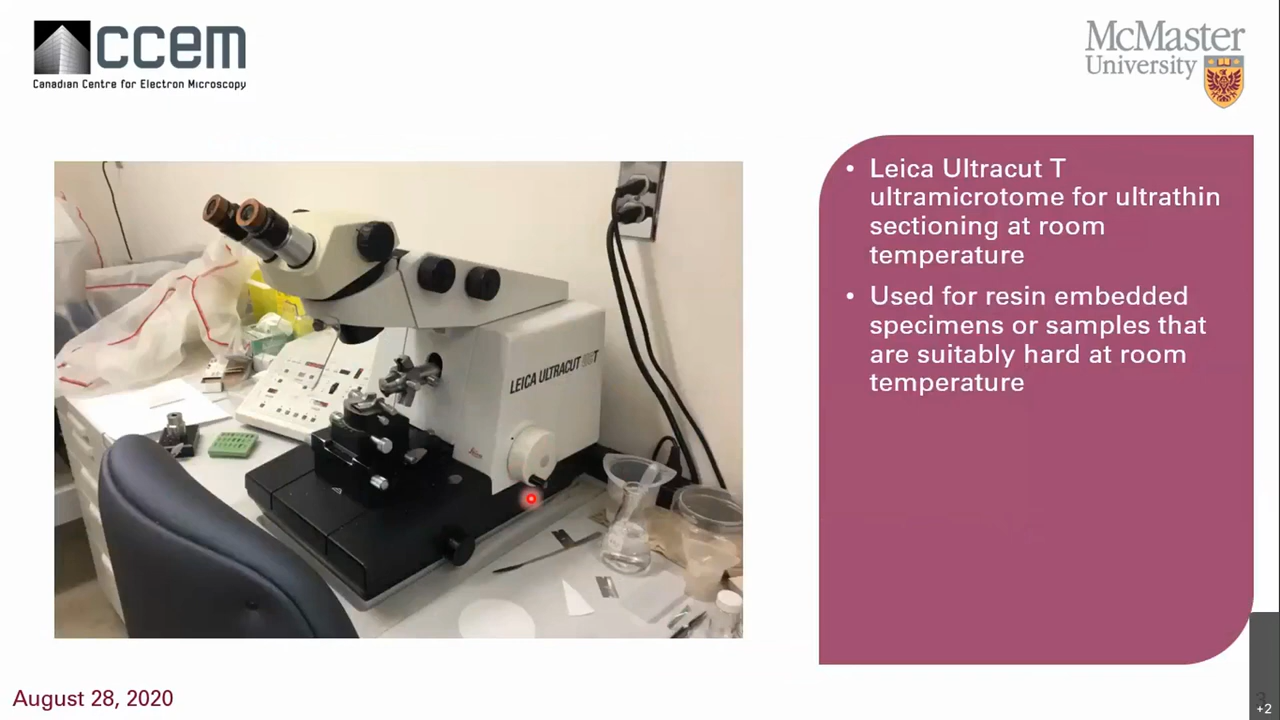 ccem
Canadian Centre for Electron Microscopy
McMaster
University
• Leica Ultracut T
ultramicrotome for ultrathin
sectioning at room
temperature
• Used for resin embedded
specimens or samples that
are suitably hard at room
temperature
LEICA ULTRACUT T
August 28, 2020
3
+2